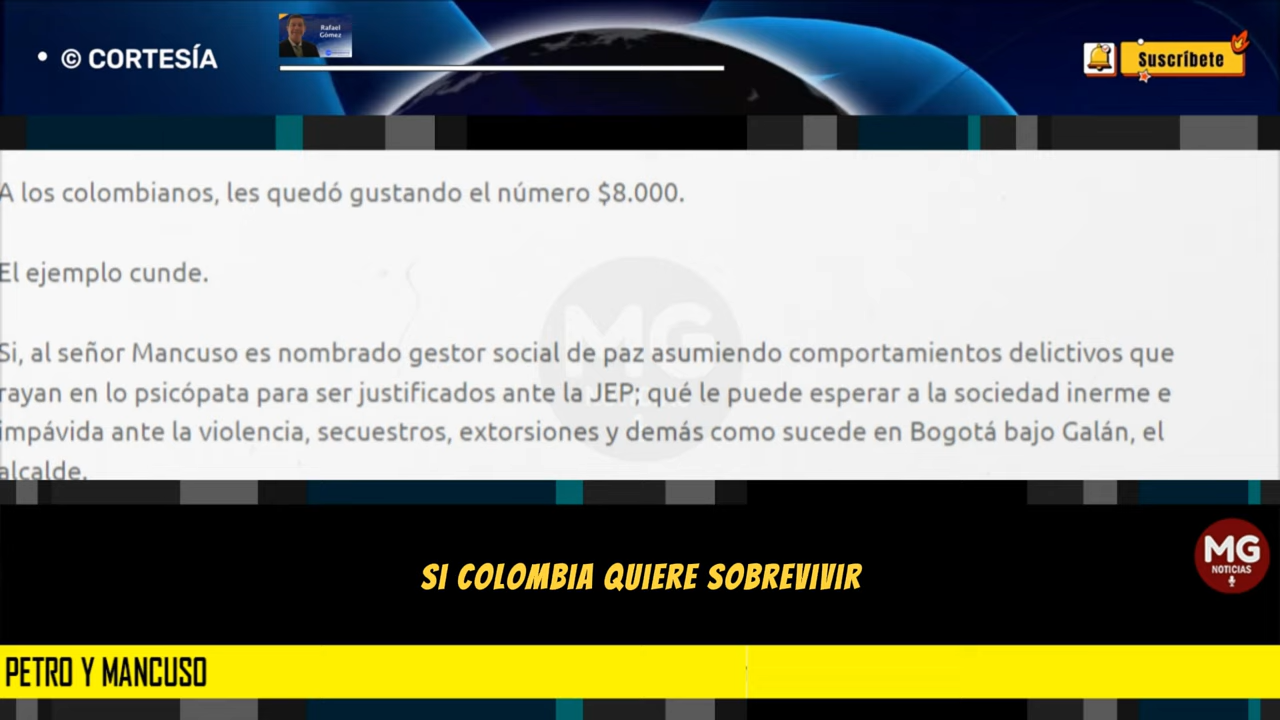 • © CORTESÍA
Rafael
Gómez
Suscríbete
A los colombianos, les quedó gustando el número $8.000.
El ejemplo cunde.
Si, al señor Mancuso es nombrado gestor social de paz asumiendo comportamientos delictivos que
rayan en lo psicópata para ser justificados ante la JEP; qué le puede esperar a la sociedad inerme e
impávida ante la violencia, secuestros, extorsiones y demás como sucede en Bogotá bajo Galán, el
alcalde.
MG
SI COLOMBIA QUIERE SOBREVIVIR
MG
NOTICIAS
PETRO Y MANCUSO